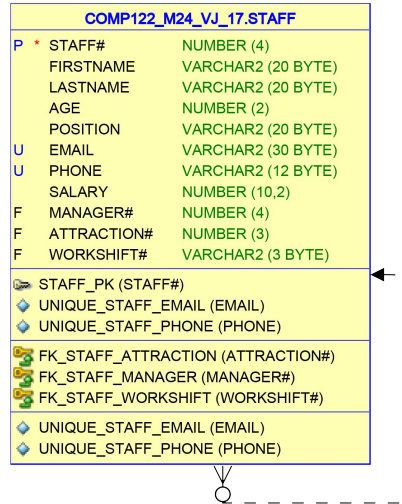 COMP122_M24_VJ_17.STAFF
P * STAFF# NUMBER (4)
FIRSTNAME VARCHAR2 (20 BYTE)
LASTNAME VARCHAR2 (20 BYTE)
AGE NUMBER (2)
POSITION VARCHAR2 (20 BYTE)
U EMAIL VARCHAR2 (30 BYTE)
U PHONE VARCHAR2 (12 BYTE)
SALARY NUMBER (10,2)
F MANAGER# NUMBER (4)
F ATTRACTION# NUMBER (3)
F WORKSHIFT# VARCHAR2 (3 BYTE)
STAFF_PK (STAFF#)
UNIQUE_STAFF_EMAIL (EMAIL)
UNIQUE_STAFF_PHONE (PHONE)
FK_STAFF_ATTRACTION (ATTRACTION#)
FK_STAFF_MANAGER (MANAGER#)
FK_STAFF_WORKSHIFT (WORKSHIFT#)
UNIQUE_STAFF_EMAIL (EMAIL)
UNIQUE_STAFF_PHONE (PHONE)